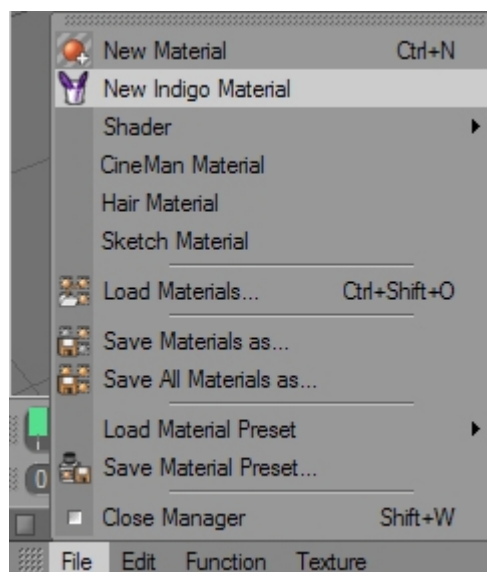 New Material Ctrl+N
New Indigo Material
Shader
CineMan Material
Hair Material
Sketch Material
Load Materials... Ctrl+Shift+O
Save Materials as...
Save All Materials as...
Load Material Preset
Save Material Preset...
Close Manager Shift+W
0
File Edit Function Texture